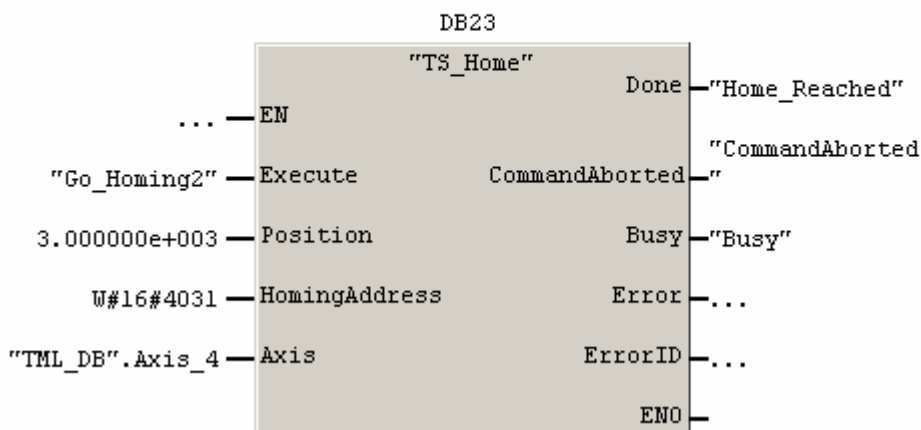 DB23
"TS_Home"
Done "Home_Reached"
... EN
"CommandAborted
"Go_Homing2" Execute CommandAborted "
3.000000e+003 Position Busy "Busy"
W#16#4031 HomingAddress Error ...
"TML_DB".Axis_4 Axis ErrorID ...
ENO